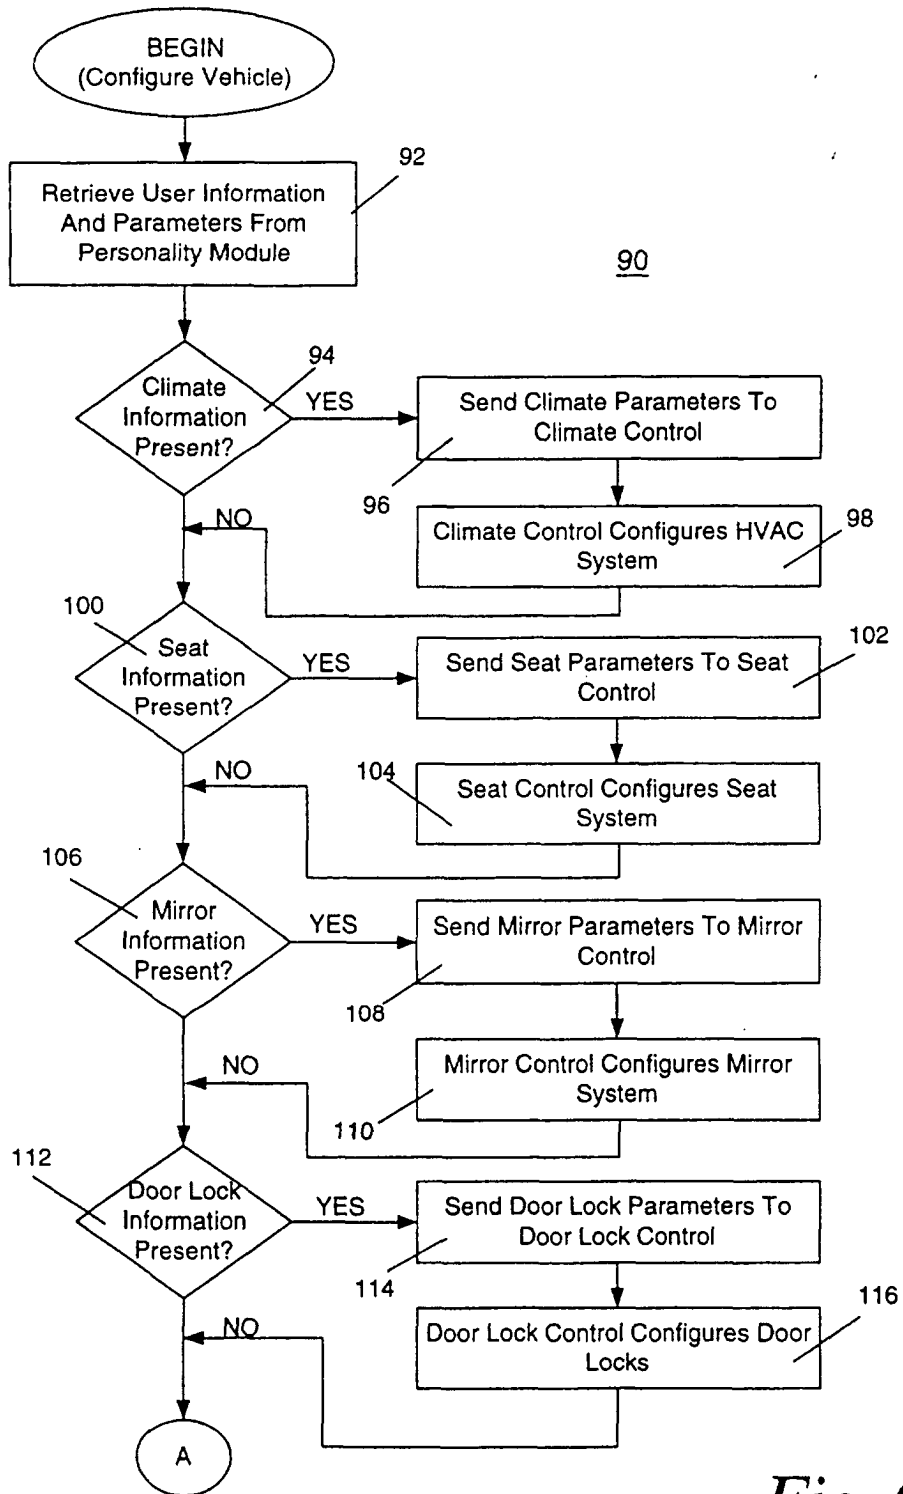 BEGIN
(Configure Vehicle)
92
Retrieve User Information
And Parameters From
Personality Module
90
94
Climate
Information
Present?
YES
Send Climate Parameters To
Climate Control
96
NO
Climate Control Configures HVAC
System
98
100
Seat
Information
Present?
YES
Send Seat Parameters To Seat
Control
102
NO
104
Seat Control Configures Seat
System
106
Mirror
Information
Present?
YES
Send Mirror Parameters To Mirror
Control
108
NO
Mirror Control Configures Mirror
System
110
112
Door Lock
Information
Present?
YES
Send Door Lock Parameters To
Door Lock Control
114
116
NO
Door Lock Control Configures Door
Locks
A